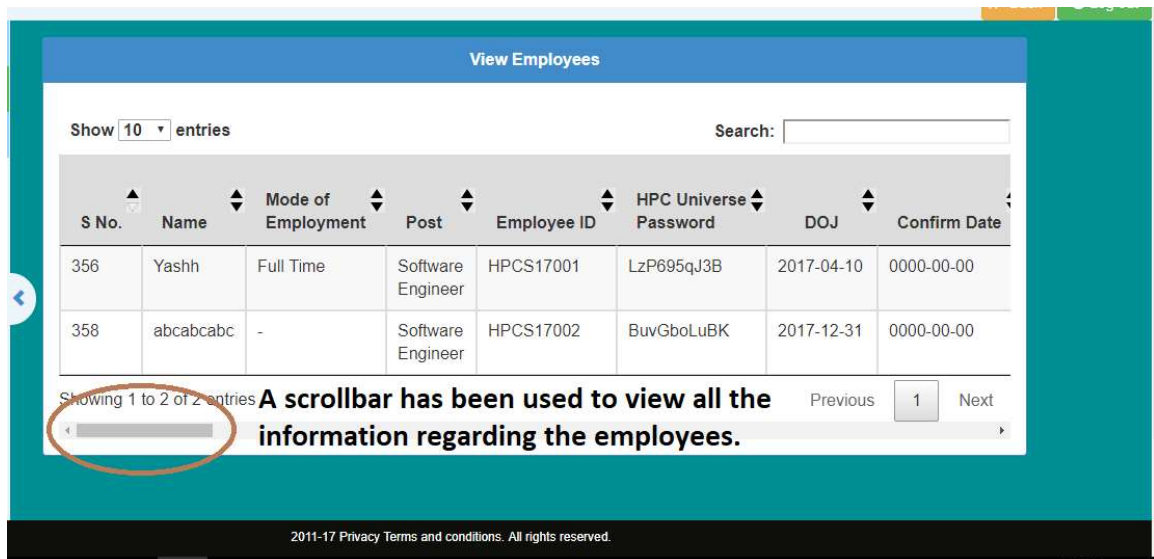 View Employees
Show 10 entries Search:
S No. Name Mode of Employment Post Employee ID HPC Universe Password DOJ Confirm Date
356 Yashh Full Time Software Engineer HPCS17001 LzP695qJ3B 2017-04-10 0000-00-00
358 abcabcabc - Software Engineer HPCS17002 BuvGboLuBK 2017-12-31 0000-00-00
Showing 1 to 2 of 2 entries Previous 1 Next
A scrollbar has been used to view all the
information regarding the employees.
2011-17 Privacy Terms and conditions. All rights reserved.